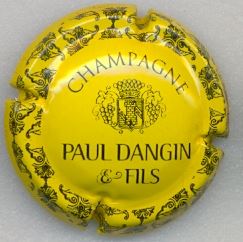 CHAMPAGNE
PAUL DANGIN
& FILS